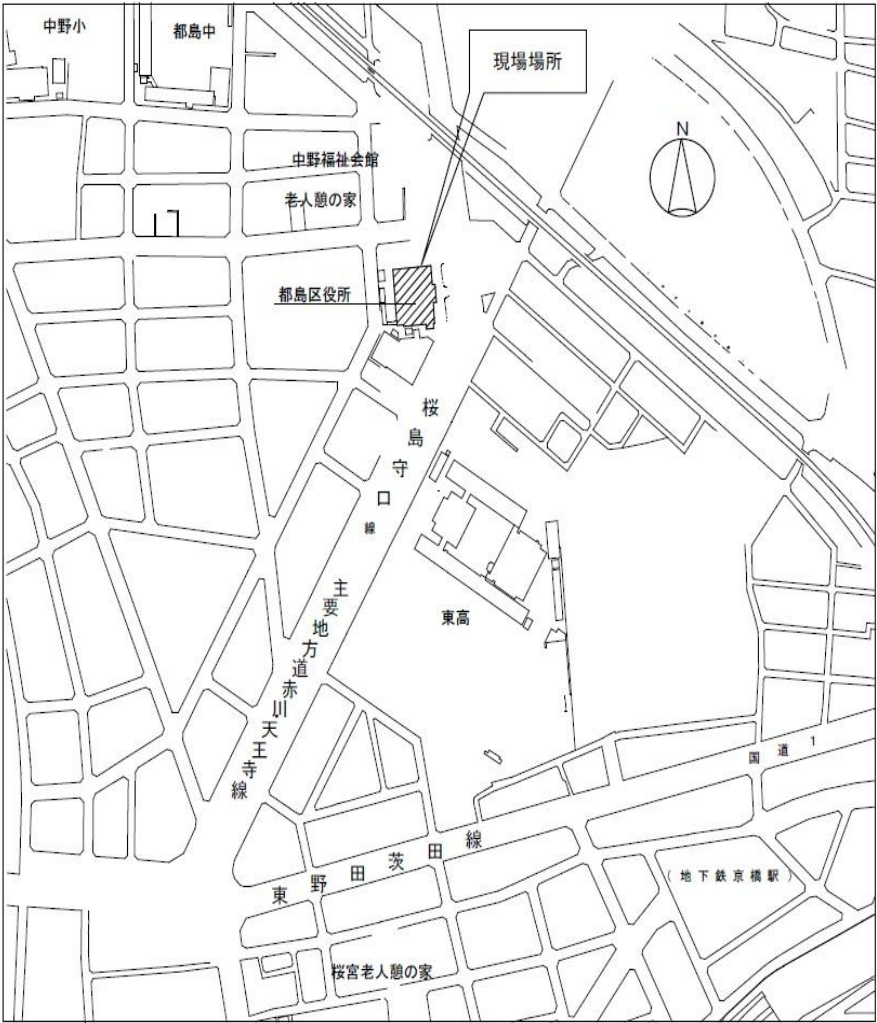 中野小
都島中
現場場所
N
中野福祉会館
老人憩の家
都島区役所
桜島守口線
主要地方道赤川天王寺線
東高
国道1
東野田茨田線
(地下鉄京橋駅)
桜宮老人憩の家